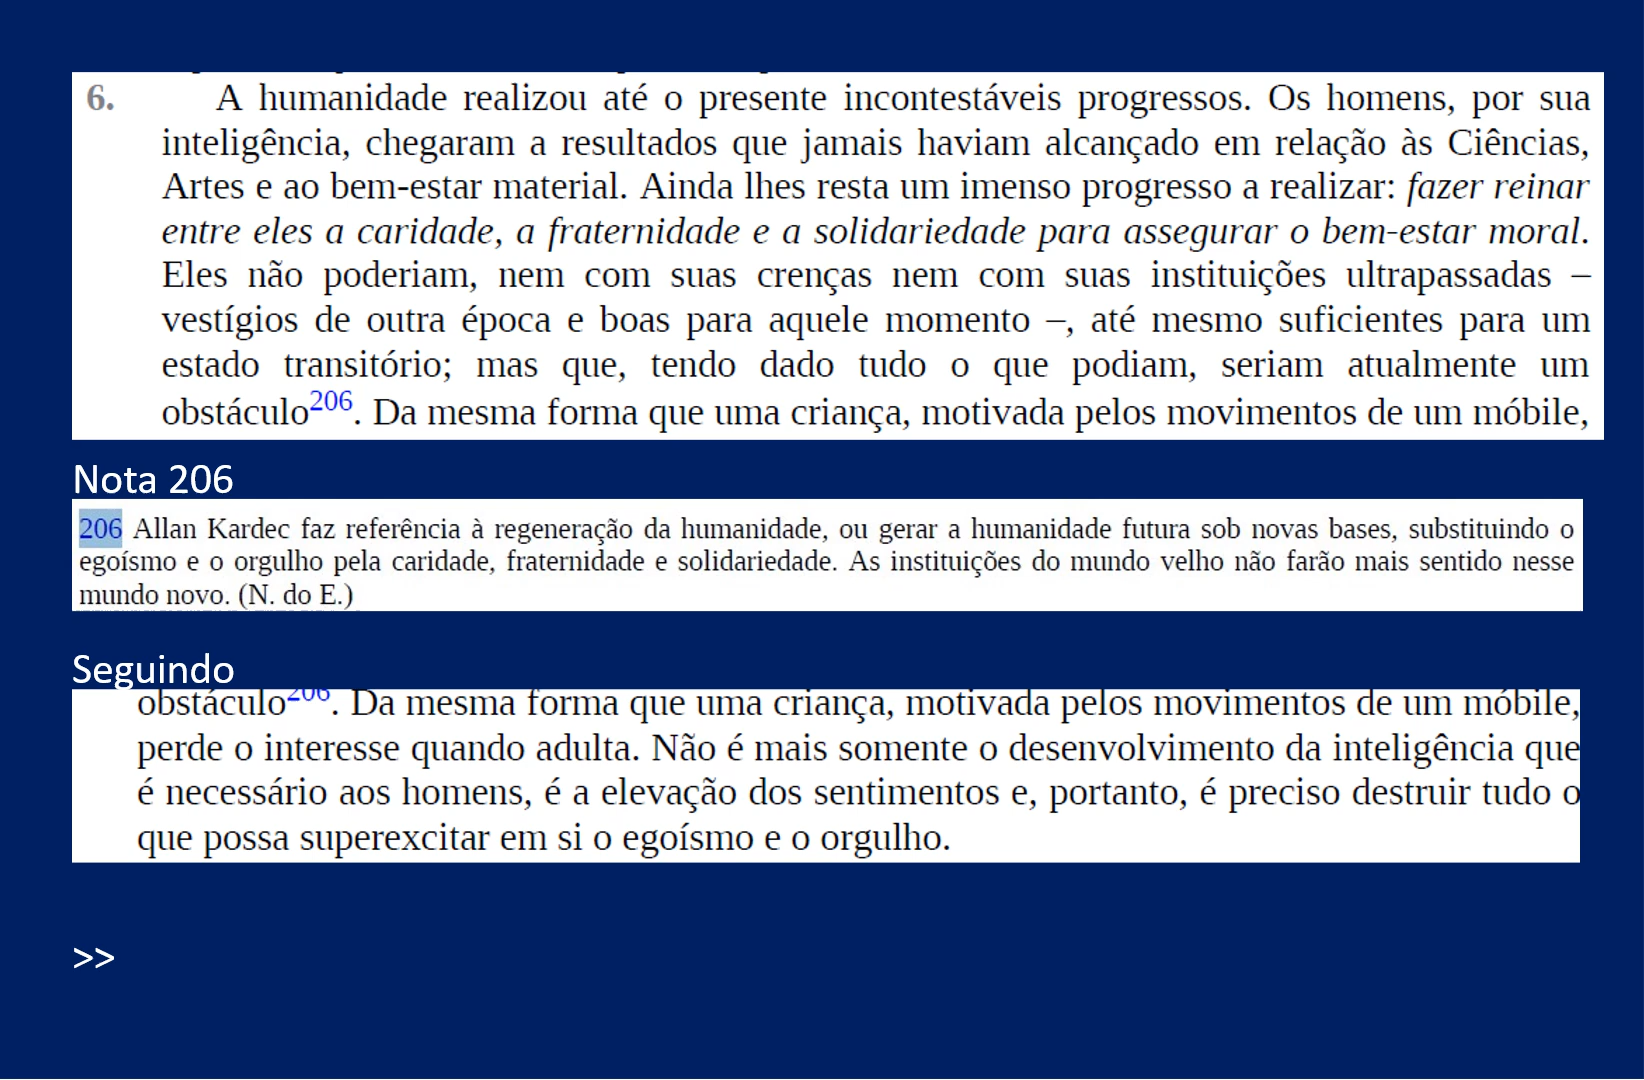 6. A humanidade realizou até o presente incontestáveis progressos. Os homens, por sua
inteligência, chegaram a resultados que jamais haviam alcançado em relação às Ciências,
Artes e ao bem-estar material. Ainda lhes resta um imenso progresso a realizar: fazer reinar
entre eles a caridade, a fraternidade e a solidariedade para assegurar o bem-estar moral.
Eles não poderiam, nem com suas crenças nem com suas instituições ultrapassadas –
vestígios de outra época e boas para aquele momento –, até mesmo suficientes para um
estado transitório; mas que, tendo dado tudo o que podiam, seriam atualmente um
obstáculo206. Da mesma forma que uma criança, motivada pelos movimentos de um móbile,
Nota 206
206 Allan Kardec faz referência à regeneração da humanidade, ou gerar a humanidade futura sob novas bases, substituindo o
egoísmo e o orgulho pela caridade, fraternidade e solidariedade. As instituições do mundo velho não farão mais sentido nesse
mundo novo. (N. do E.)
Seguindo
obstáculo206. Da mesma forma que uma criança, motivada pelos movimentos de um móbile,
perde o interesse quando adulta. Não é mais somente o desenvolvimento da inteligência que
é necessário aos homens, é a elevação dos sentimentos e, portanto, é preciso destruir tudo o
que possa superexcitar em si o egoísmo e o orgulho.
>>